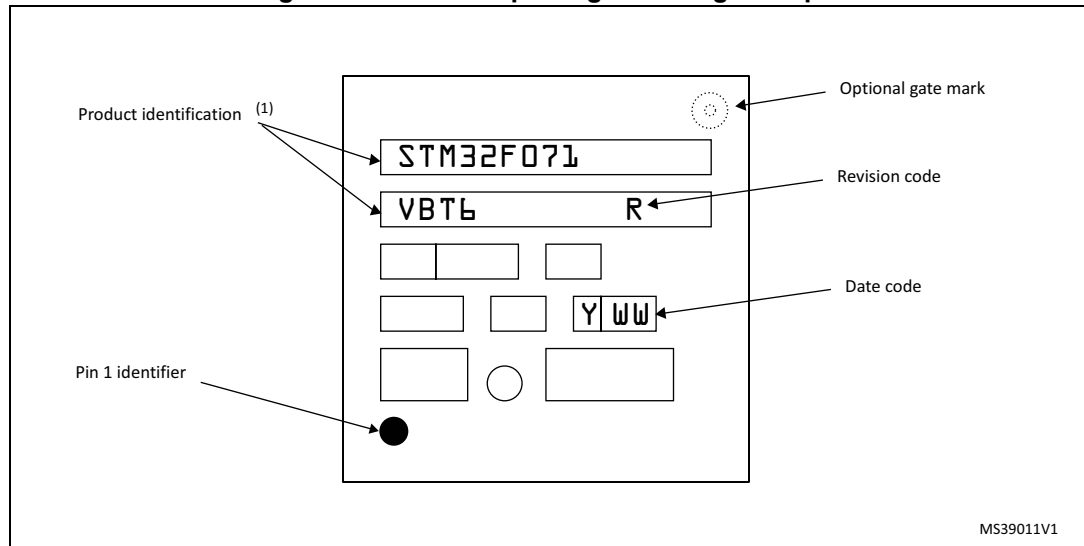 Optional gate mark
Product identification (1)
STM32F071
Revision code
VBT6 R
Date code
Y WW
Pin 1 identifier
MS39011V1